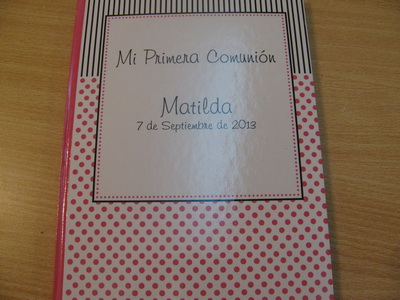 Mi Primera Comunión
Matilda
7 de Septiembre de 2013